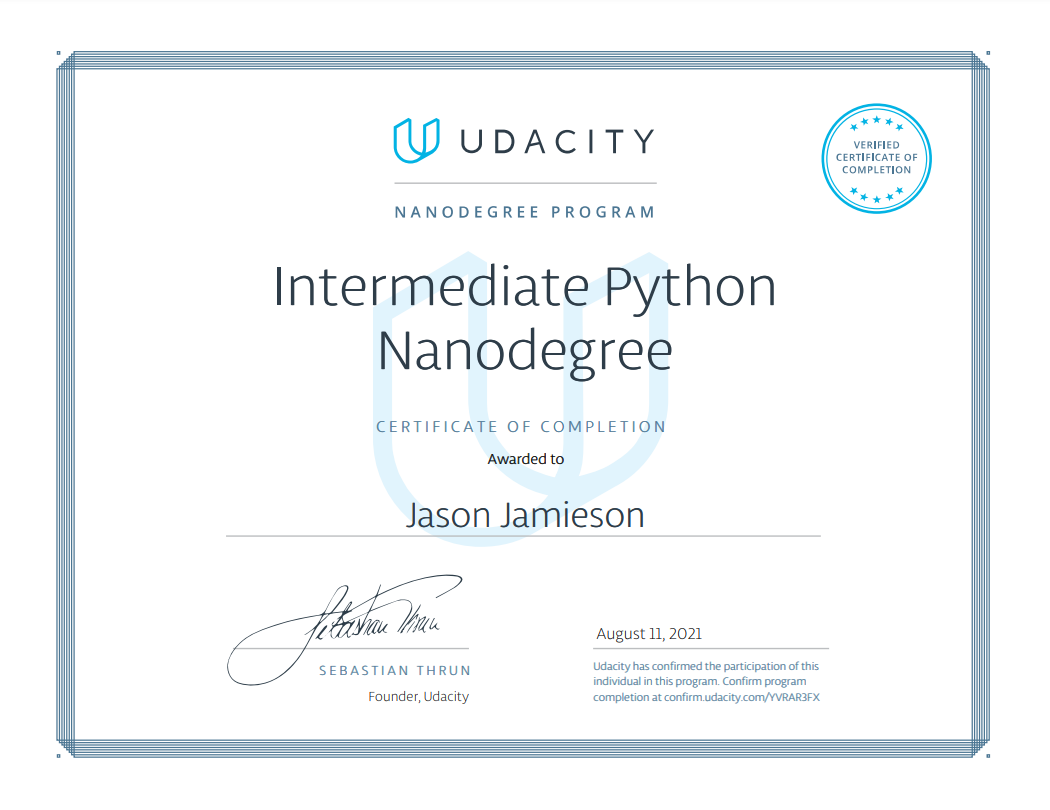 UDACITY
VERIFIED
CERTIFICATE OF
COMPLETION
NANODEGREE PROGRAM
Intermediate Python
Nanodegree
CERTIFICATE OF COMPLETION
Awarded to
Jason Jamieson
Sebastian Thrun
SEBASTIAN THRUN
Founder, Udacity
August 11, 2021
Udacity has confirmed the participation of this
individual in this program. Confirm program
completion at confirm.udacity.com/YVRAR3FX